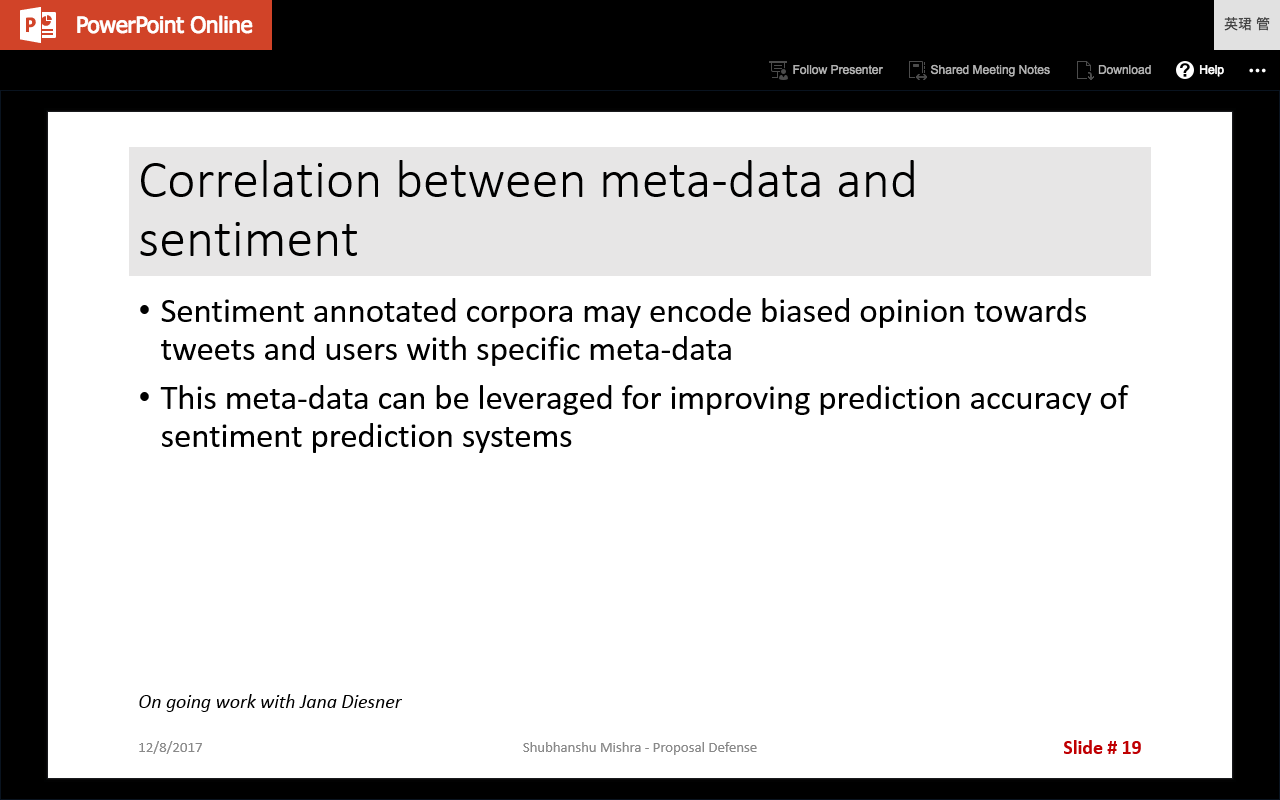 PowerPoint Online
英珺 管
Follow Presenter
Shared Meeting Notes
Download
Help
Correlation between meta-data and
sentiment
• Sentiment annotated corpora may encode biased opinion towards
tweets and users with specific meta-data
• This meta-data can be leveraged for improving prediction accuracy of
sentiment prediction systems
On going work with Jana Diesner
12/8/2017
Shubhanshu Mishra - Proposal Defense
Slide # 19